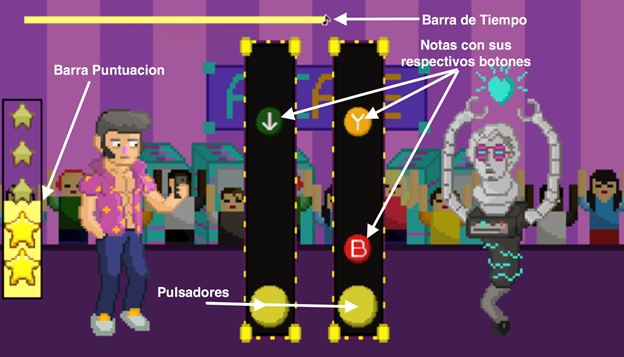 Barra de Tiempo
Notas con sus
respectivos botones
Barra Puntuacion
Y
B
Pulsadores